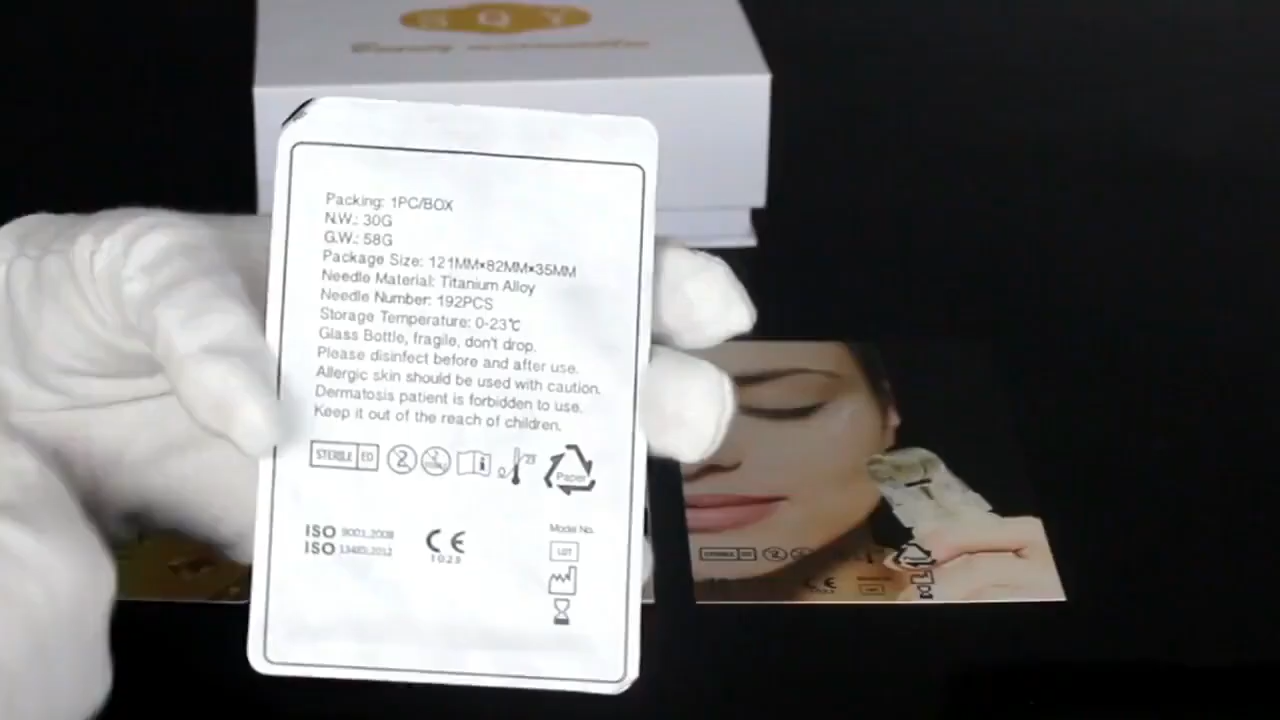 SQY
Packing: 1PC/BOX
N.W.: 30G
G.W.: 58G
Package Size: 121MM×82MM×35MM
Needle Material: Titanium Alloy
Needle Number: 192PCS
Storage Temperature: 0-23℃
Glass Bottle, fragile, don't drop.
Please disinfect before and after use.
Allergic skin should be used with caution.
Dermatosis patient is forbidden to use.
Keep it out of the reach of children.
STERILE EO
2
Paper
ISO 9001:2008
ISO 13485:2012
CE
1023
Model No.
LOT